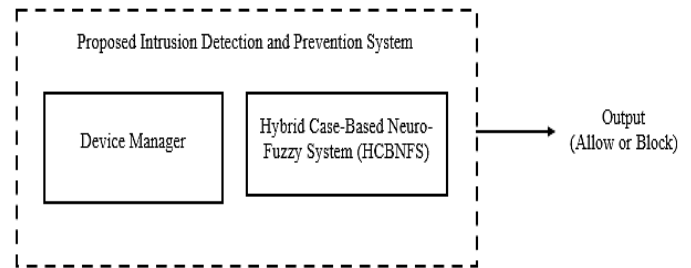 Proposed Intrusion Detection and Prevention System
Device Manager
Hybrid Case-Based Neuro-
Fuzzy System (HCBNFS)
Output
(Allow or Block)